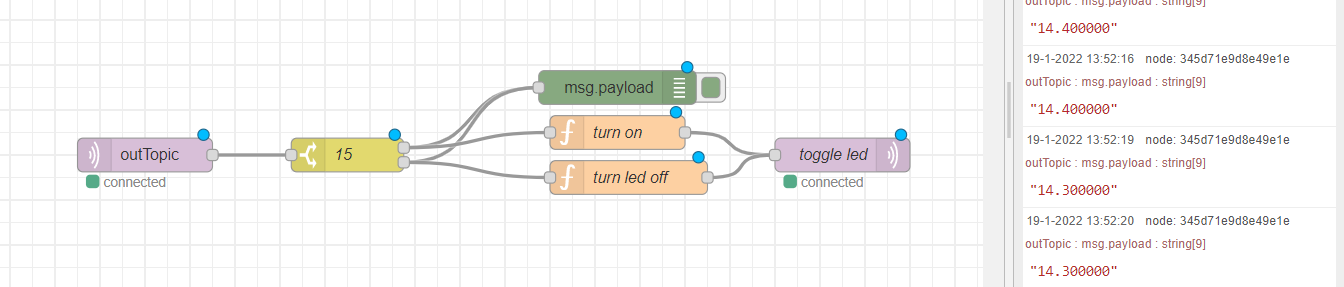 msg.payload
outTopic
15
turn on
toggle led
turn led off
connected
connected
outTopic : msg.payload : string[9]
"14.400000"
19-1-2022 13:52:16 node: 345d71e9d8e49e1e
outTopic : msg.payload : string[9]
"14.400000"
19-1-2022 13:52:19 node: 345d71e9d8e49e1e
outTopic : msg.payload : string[9]
"14.300000"
19-1-2022 13:52:20 node: 345d71e9d8e49e1e
outTopic : msg.payload : string[9]
"14.300000"